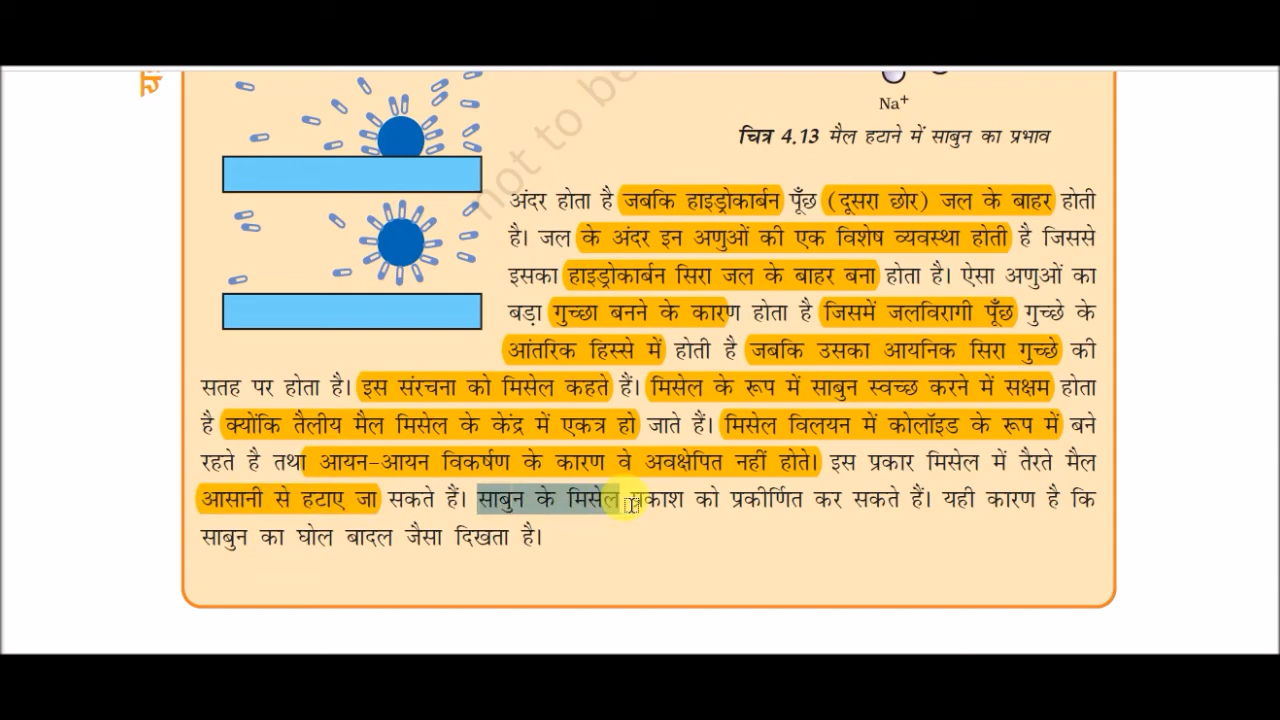 not to be
Na⁺
चित्र 4.13 मैल हटाने में साबुन का प्रभाव
अंदर होता है जबकि हाइड्रोकार्बन पूँछ (दूसरा छोर) जल के बाहर होती
है। जल के अंदर इन अणुओं की एक विशेष व्यवस्था होती है जिससे
इसका हाइड्रोकार्बन सिरा जल के बाहर बना होता है। ऐसा अणुओं का
बड़ा गुच्छा बनने के कारण होता है जिसमें जलविरागी पूँछ गुच्छे के
आंतरिक हिस्से में होती है जबकि उसका आयनिक सिरा गुच्छे की
सतह पर होता है। इस संरचना को मिसेल कहते हैं। मिसेल के रूप में साबुन स्वच्छ करने में सक्षम होता
है क्योंकि तैलीय मैल मिसेल के केंद्र में एकत्र हो जाते हैं। मिसेल विलयन में कोलॉइड के रूप में बने
रहते है तथा आयन-आयन विकर्षण के कारण वे अवक्षेपित नहीं होते। इस प्रकार मिसेल में तैरते मैल
आसानी से हटाए जा सकते हैं। साबुन के मिसेल प्रकाश को प्रकीर्णित कर सकते हैं। यही कारण है कि
साबुन का घोल बादल जैसा दिखता है।